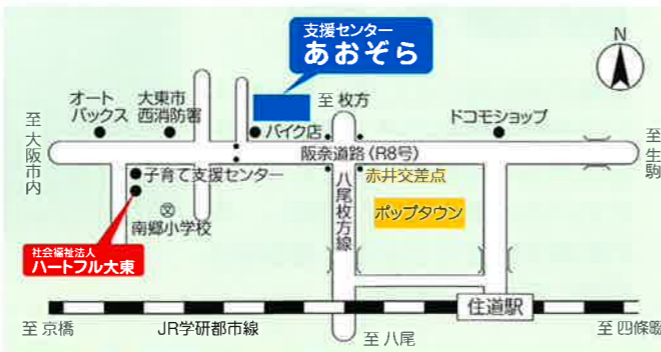 支援センター
あおぞら
N
オート
バックス
大東市
西消防署
至 枚方
バイク店
ドコモショップ
至 大阪市内
至 生駒
阪奈道路(R8号)
子育て支援センター
八尾枚方線
赤井交差点
ポップタウン
文
南郷小学校
社会福祉法人
ハートフル大東
住道駅
至 京橋
JR学研都市線
至 八尾
至 四條畷